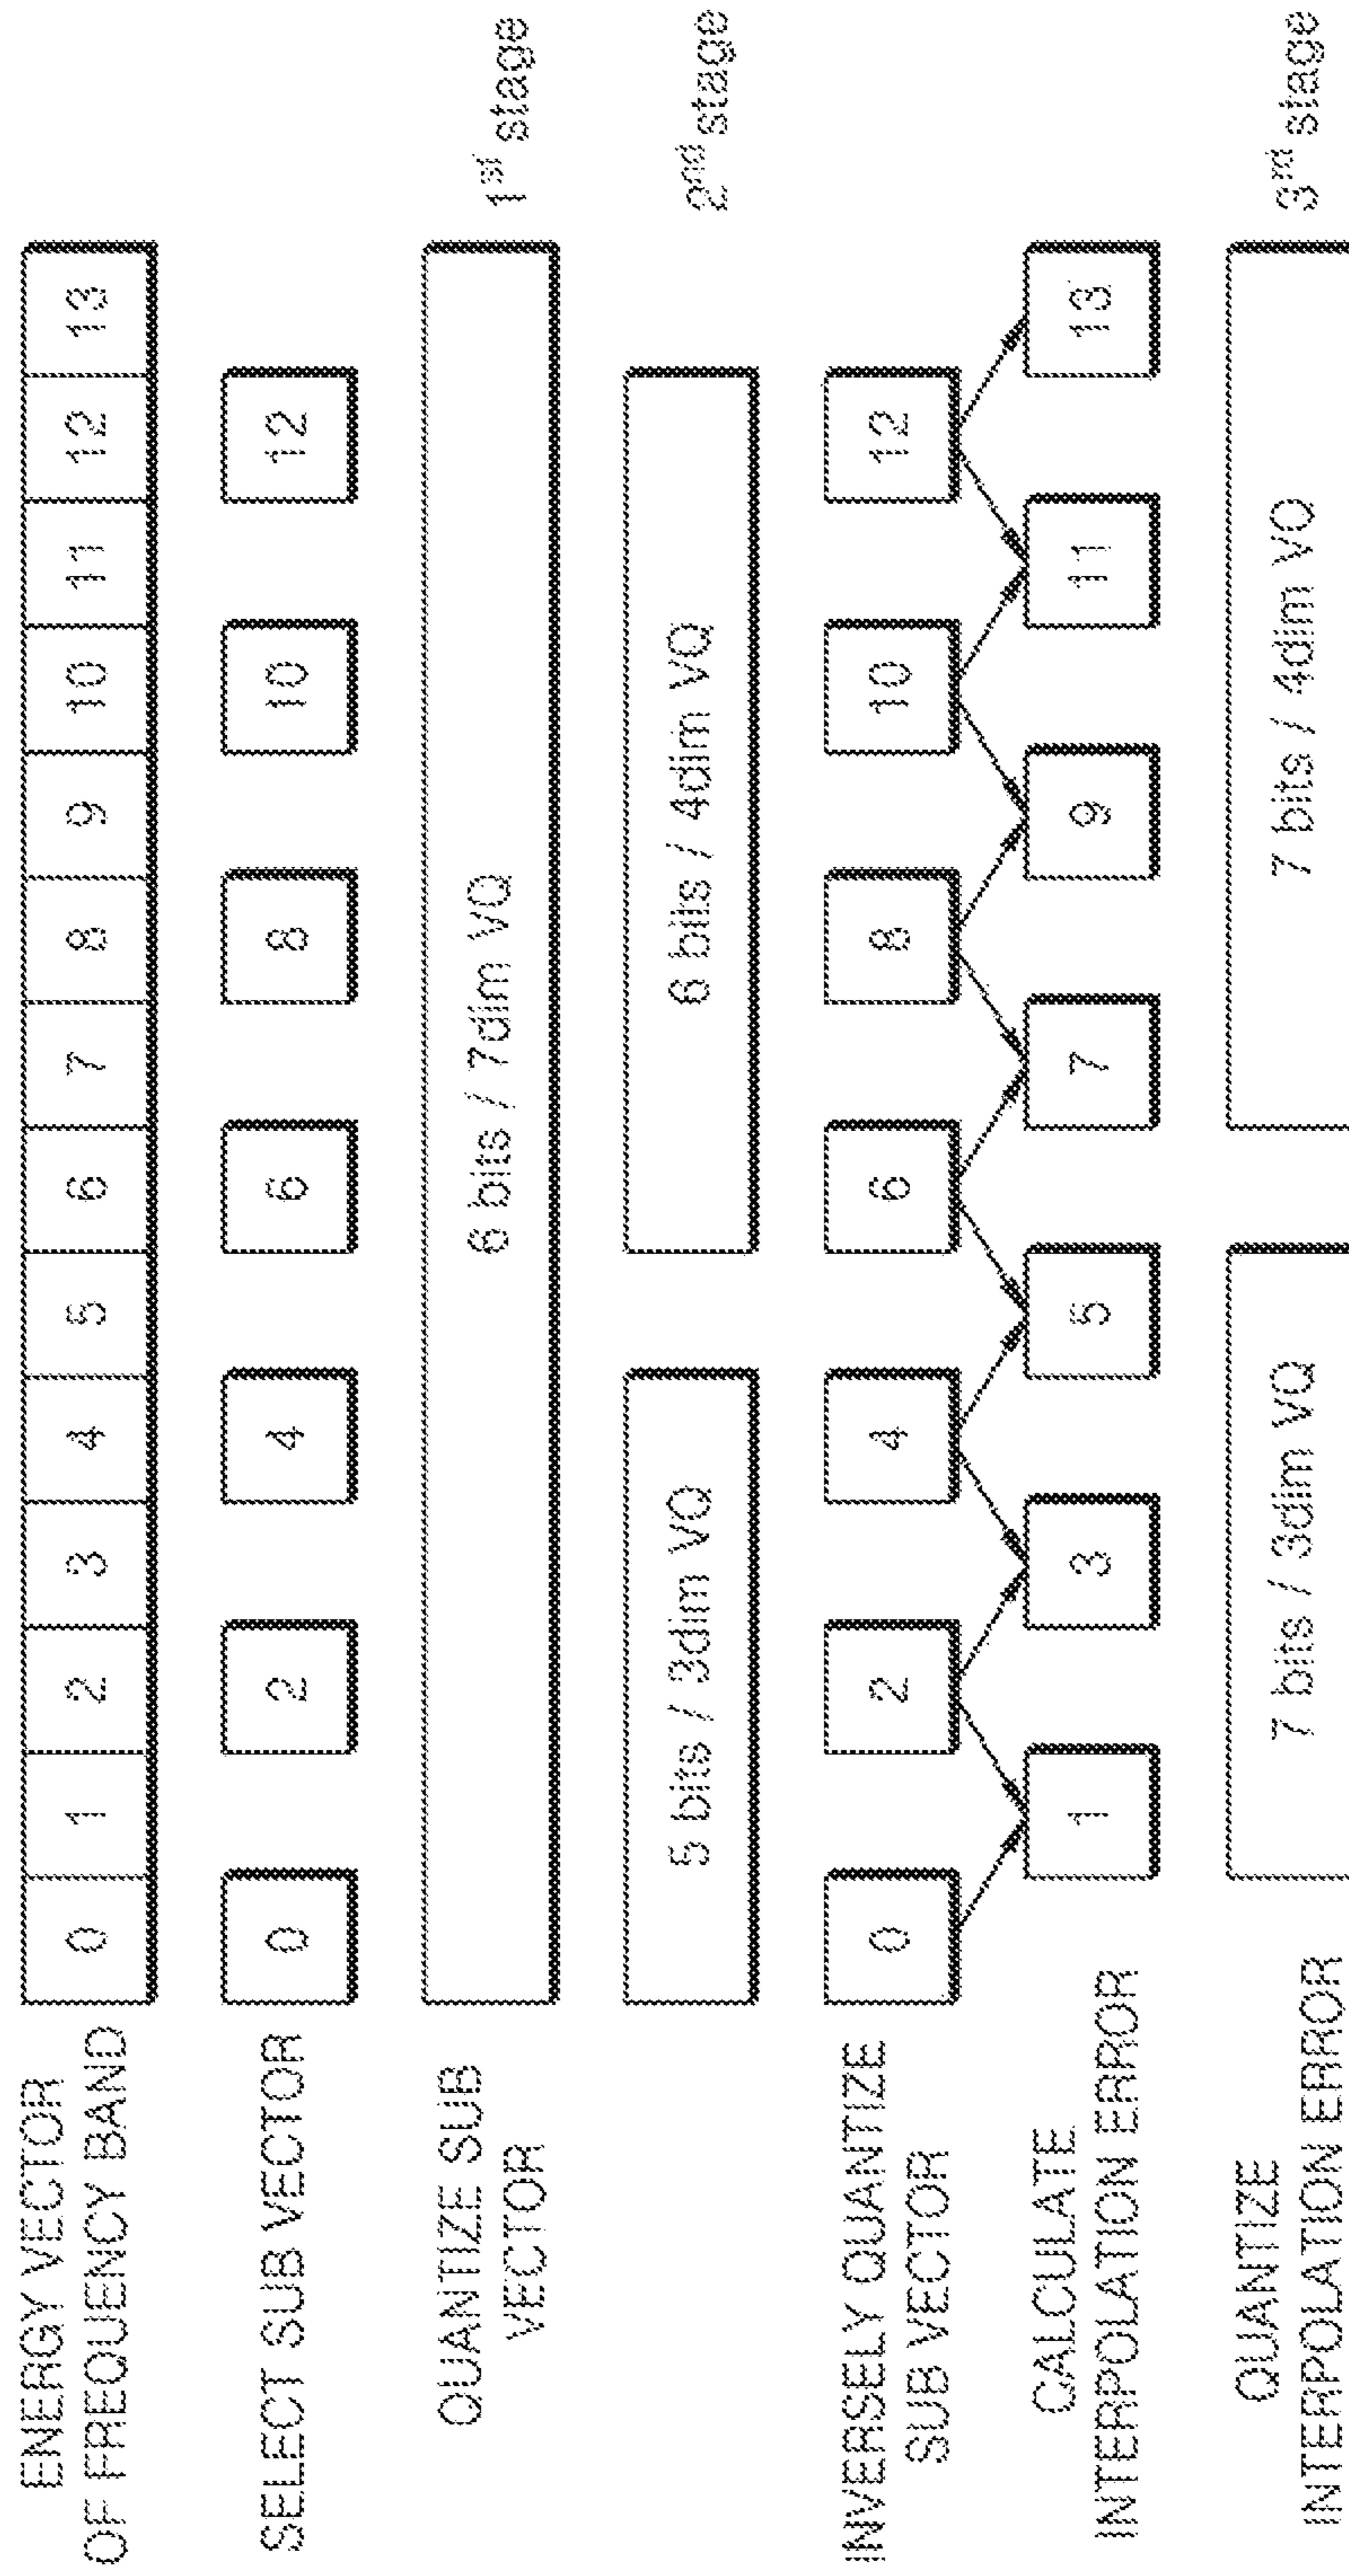 ENERGY VECTOR
OF FREQUENCY BAND
0 1 2 3 4 5 6 7 8 9 10 11 12 13
SELECT SUB VECTOR
0 2 4 6 8 10 12
QUANTIZE SUB
VECTOR
6 bits / 7dim VQ
1st stage
5 bits / 3dim VQ
6 bits / 4dim VQ
2nd stage
INVERSELY QUANTIZE
SUB VECTOR
0 2 4 6 8 10 12
CALCULATE
INTERPOLATION ERROR
1 3 5 7 9 11 13
QUANTIZE
INTERPOLATION ERROR
7 bits / 3dim VQ
7 bits / 4dim VQ
3rd stage